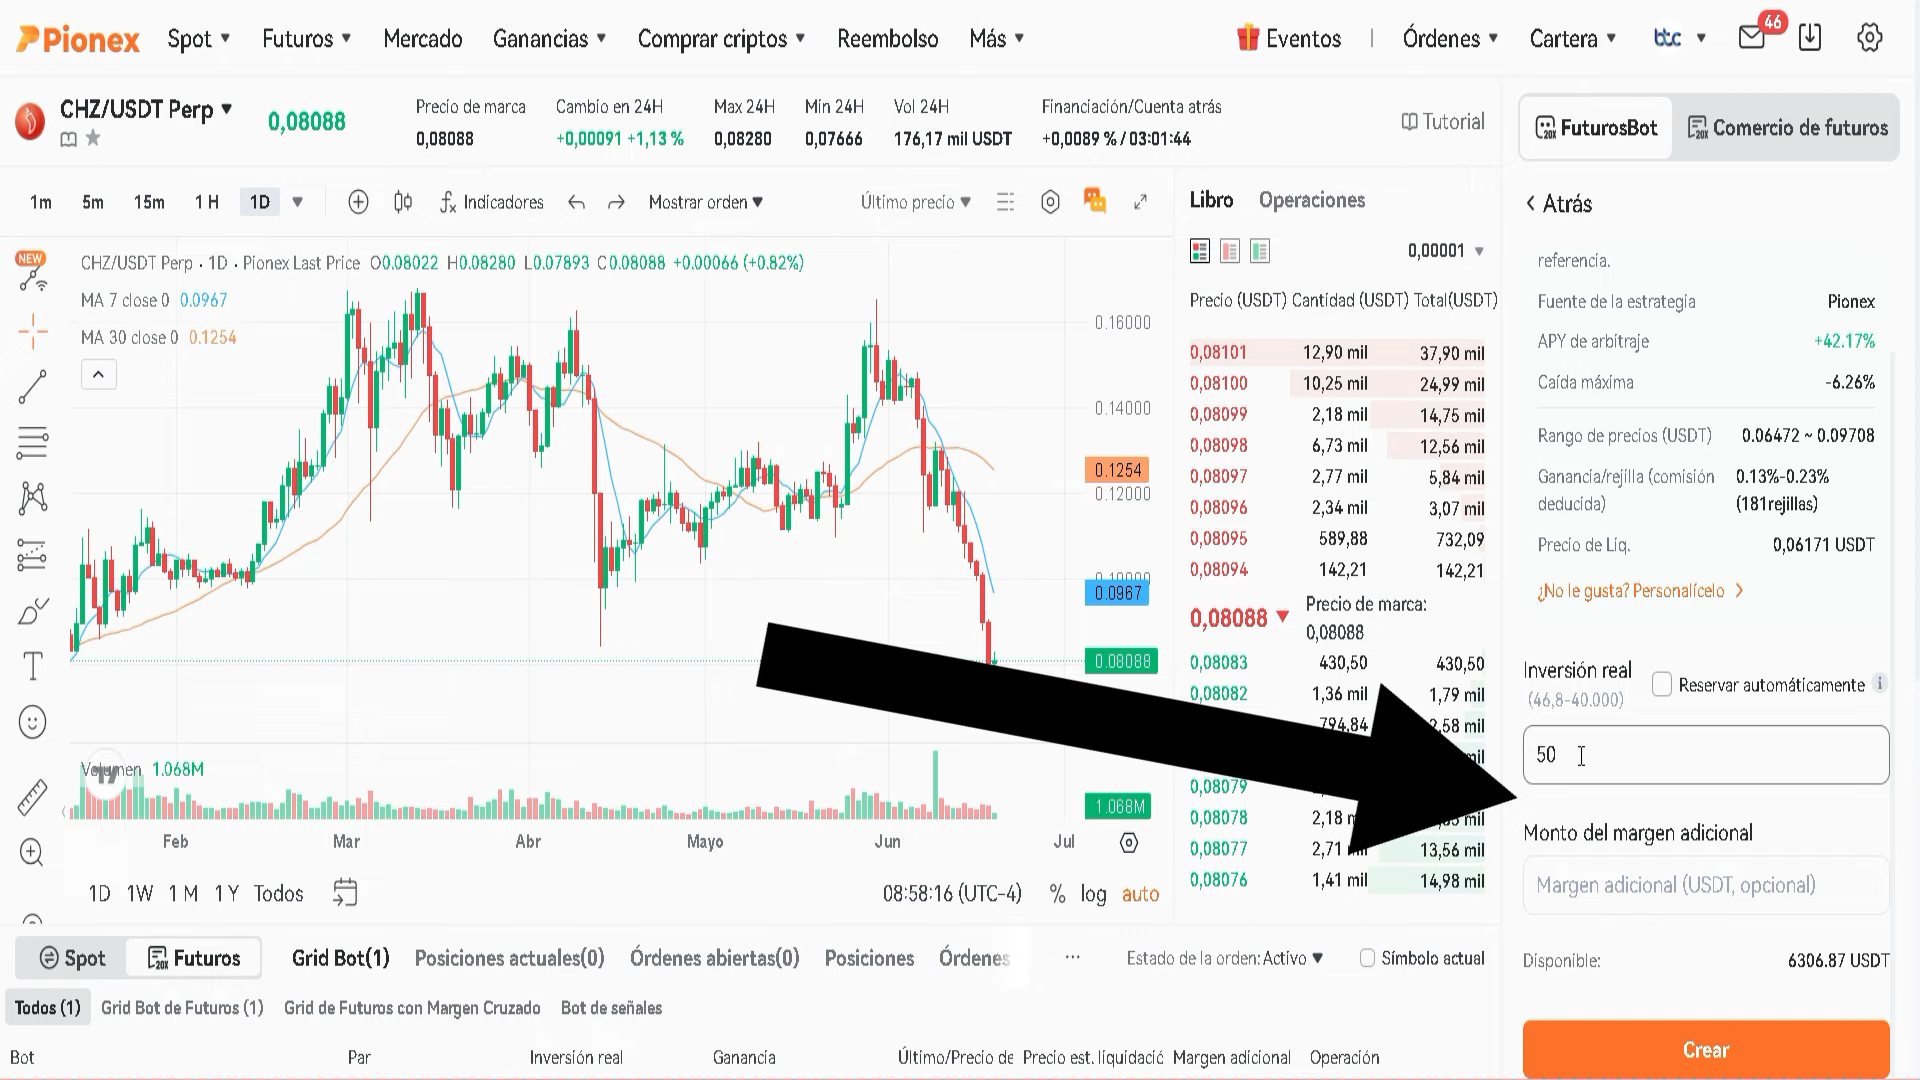 Pionex Spot Futuros Mercado Ganancias Comprar criptos Reembolso Más Eventos Órdenes Cartera btc 46
CHZ/USDT Perp 0,08088
Precio de marca Cambio en 24H Max 24H Min 24H Vol 24H Financiación/Cuenta atrás
0,08088 +0,00091 +1,13 % 0,08280 0,07666 176,17 mil USDT +0,0089 % / 03:01:44
Tutorial
1m 5m 15m 1 H 1D Indicadores Mostrar orden Último precio
NEW
CHZ/USDT Perp · 1D · Pionex Last Price O0.08022 H0.08280 L0.07893 C0.08088 +0.00066 (+0.82%)
MA 7 close 0 0.0967
MA 30 close 0 0.1254
0.16000
0.14000
0.1254
0.12000
0.10000
0.0967
0.08088
Volumen 1.068M
1.068M
Feb Mar Abr Mayo Jun Jul
1D 1W 1 M 1 Y Todos 08:58:16 (UTC-4) % log auto
Libro Operaciones
0,00001
Precio (USDT) Cantidad (USDT) Total(USDT)
0,08101 12,90 mil 37,90 mil
0,08100 10,25 mil 24,99 mil
0,08099 2,18 mil 14,75 mil
0,08098 6,73 mil 12,56 mil
0,08097 2,77 mil 5,84 mil
0,08096 2,34 mil 3,07 mil
0,08095 589,88 732,09
0,08094 142,21 142,21
0,08088 Precio de marca:
0,08088
0,08083 430,50 430,50
0,08082 1,36 mil 1,79 mil
794,84 2,58 mil
mil
0,08079
0,08078 2,18 mil
0,08077 2,71 mil 13,56 mil
0,08076 1,41 mil 14,98 mil
FuturosBot Comercio de futuros
Atrás
referencia.
Fuente de la estrategia Pionex
APY de arbitraje +42.17%
Caída máxima -6.26%
Rango de precios (USDT) 0.06472 ~ 0.09708
Ganancia/rejilla (comisión 0.13%-0.23%
deducida) (181rejillas)
Precio de Liq. 0,06171 USDT
¿No le gusta? Personalícelo
Inversión real
(46,8-40.000)
Reservar automáticamente
50
Monto del margen adicional
Margen adicional (USDT, opcional)
Disponible: 6306.87 USDT
Crear
Spot Futuros Grid Bot(1) Posiciones actuales(0) Órdenes abiertas(0) Posiciones Órdenes ... Estado de la orden:Activo Símbolo actual
Todos (1) Grid Bot de Futuros (1) Grid de Futuros con Margen Cruzado Bot de señales
Bot Par Inversión real Ganancia Último/Precio de Precio est. liquidació Margen adicional Operación